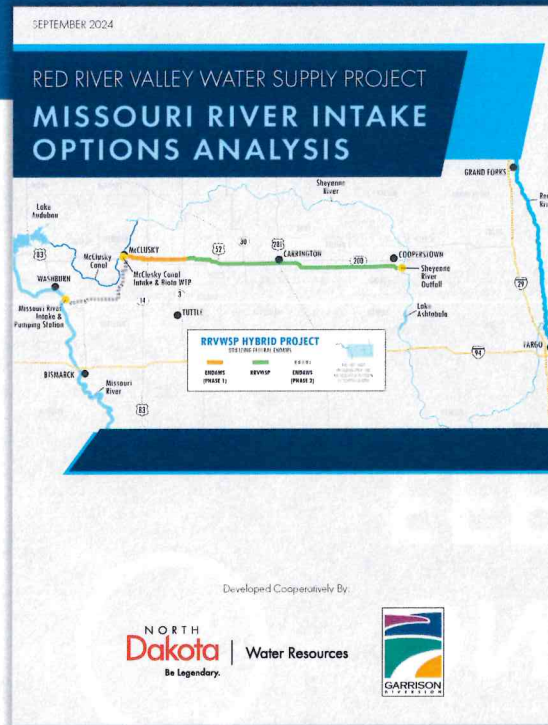 SEPTEMBER 2024
RED RIVER VALLEY WATER SUPPLY PROJECT
MISSOURI RIVER INTAKE
OPTIONS ANALYSIS
GRAND FORKS
Sheyenne
River
Lake
Audubon
83
McClusky
Canal
McCLUSKY
52
30
281
CARRINGTON
200
COOPERSTOWN
McClusky Canal
Intake & Biota WTP
Sheyenne
River
Outfall
WASHBURN
14
3
29
Missouri River
Intake &
Pumping Station
TUTTLE
Lake
Ashtabula
RRVWSP HYBRID PROJECT
UTILIZING FEDERAL ENDAWS
ENDAWS
(PHASE 1)
RRVWSP
ENDAWS
(PHASE 2)
94
FARGO
BISMARCK
Missouri
River
83
Developed Cooperatively By:
NORTH
Dakota | Water Resources
Be Legendary.
GARRISON
DIVERSION